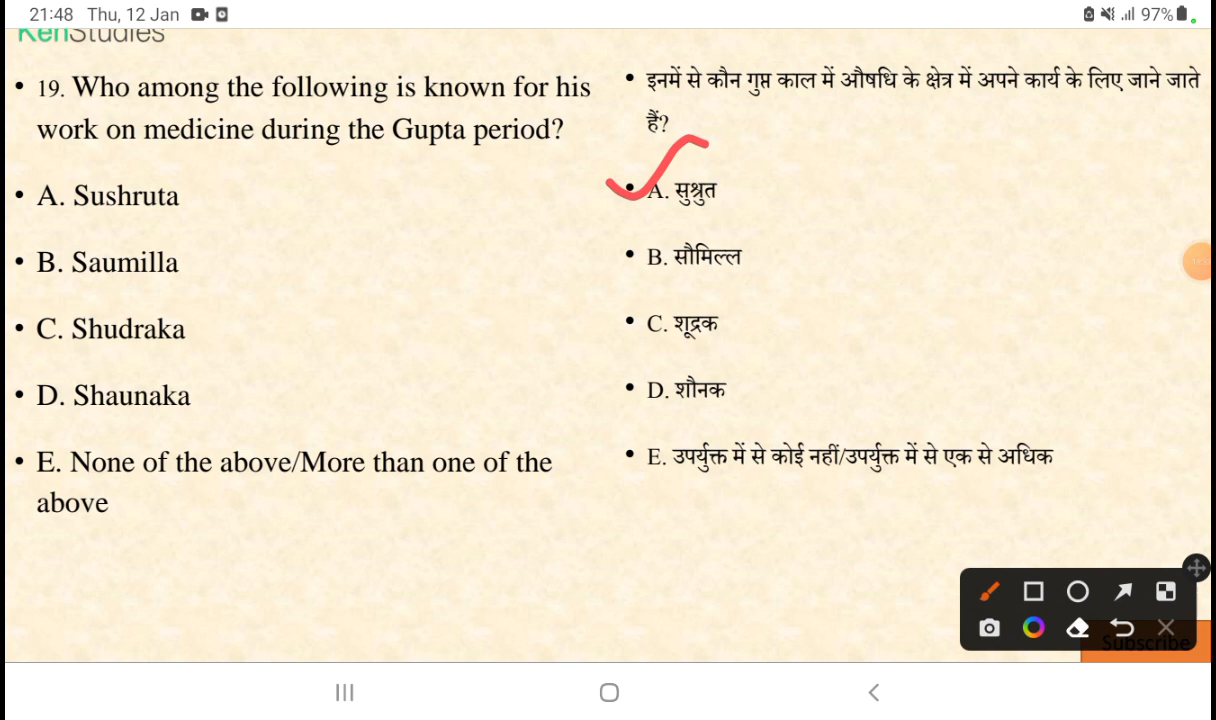 21:48 Thu, 12 Jan
97%
KenStudies
• 19. Who among the following is known for his
work on medicine during the Gupta period?
• A. Sushruta
• B. Saumilla
• C. Shudraka
• D. Shaunaka
• E. None of the above/More than one of the
above
• इनमें से कौन गुप्त काल में औषधि के क्षेत्र में अपने कार्य के लिए जाने जाते
हैं?
• A. सुश्रुत
• B. सौमिल्ल
• C. शूद्रक
• D. शौनक
• E. उपर्युक्त में से कोई नहीं/उपर्युक्त में से एक से अधिक
Subscribe